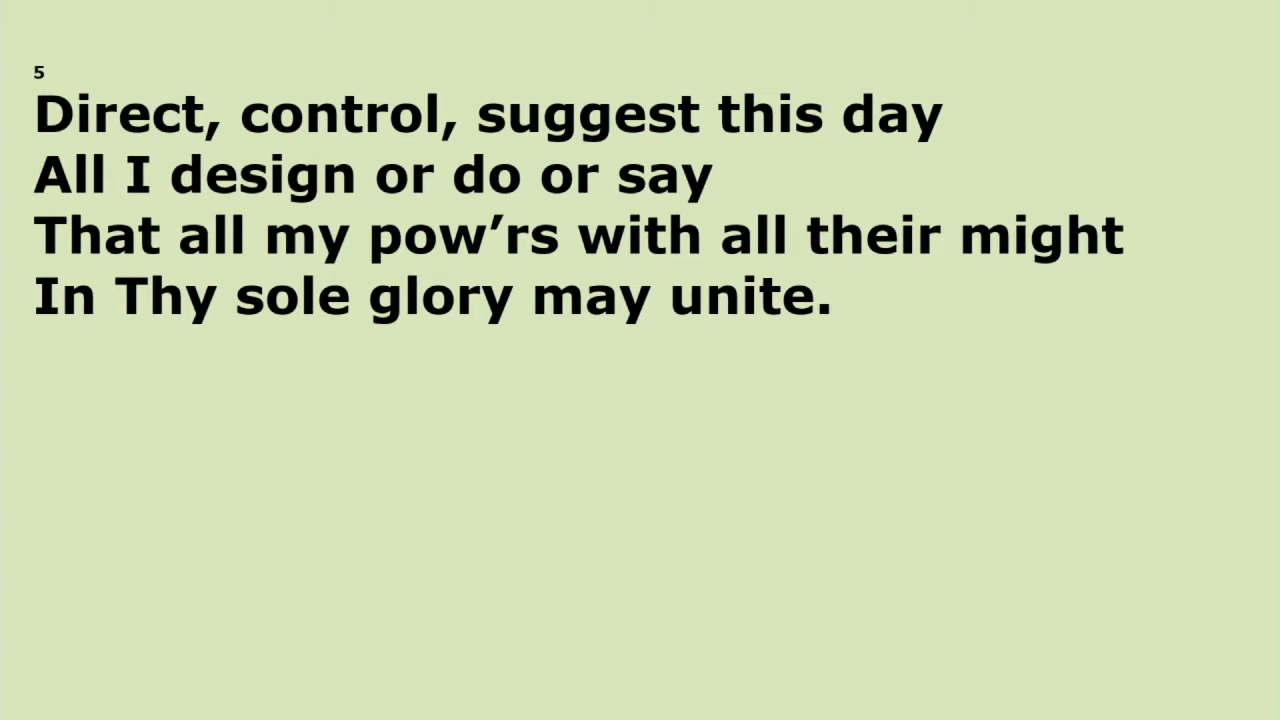 5
Direct, control, suggest this day
All I design or do or say
That all my pow’rs with all their might
In Thy sole glory may unite.